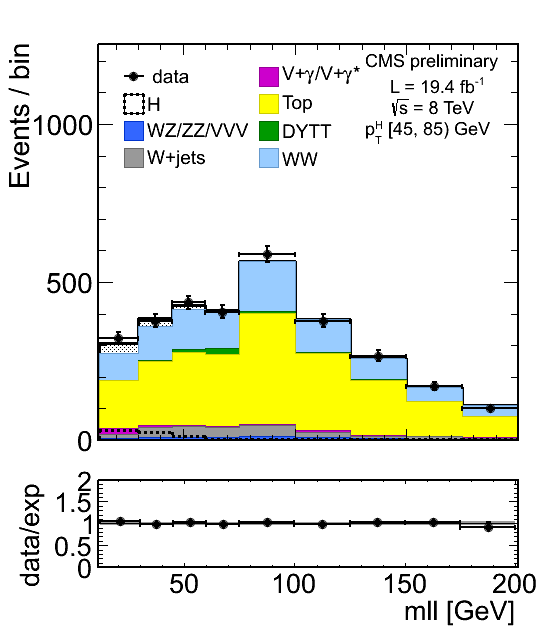 Events / bin
data
H
WZ/ZZ/VVV
W+jets
V+γ/V+γ*
Top
DYTT
WW
CMS preliminary
L = 19.4 fb⁻¹
√s = 8 TeV
p_T^H [45, 85) GeV
1000
500
0
data/exp
2
1.5
1
0.5
0
50
100
150
200
mll [GeV]